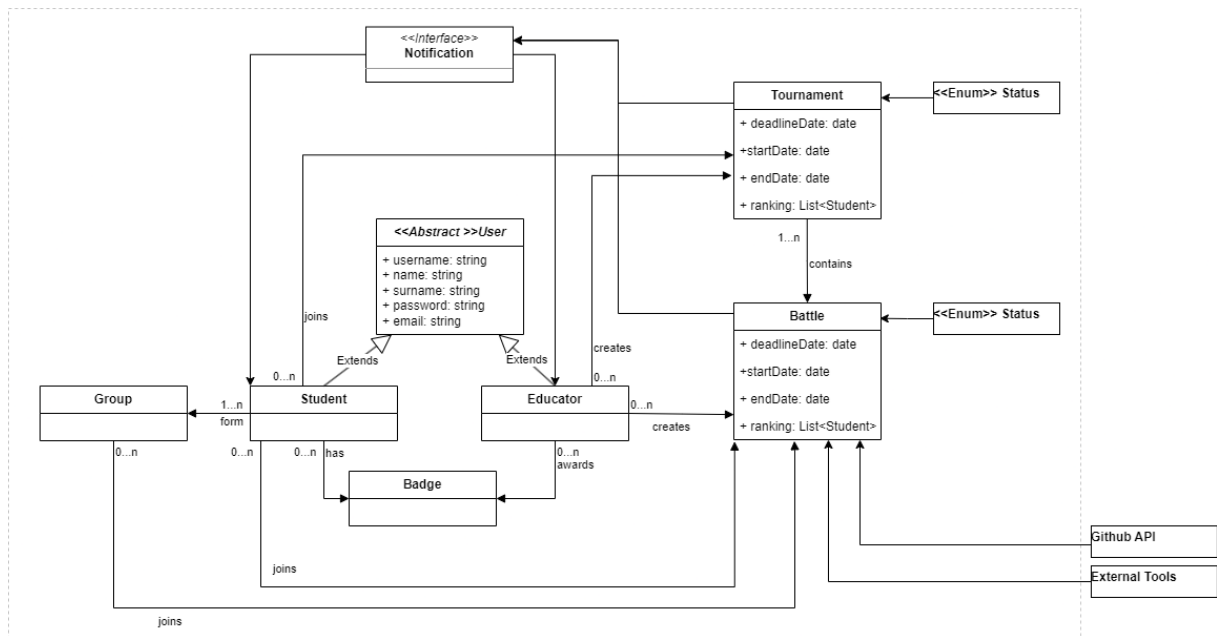 <<Interface>>
Notification
Tournament
+ deadlineDate: date
+startDate: date
+ endDate: date
+ ranking: List<Student>
<<Enum>> Status
<<Abstract >>User
+ username: string
+ name: string
+ surname: string
+ password: string
+ email: string
1...n
contains
Battle
+ deadlineDate: date
+startDate: date
+ endDate: date
+ ranking: List<Student>
<<Enum>> Status
joins
creates
Extends
Extends
0...n
0...n
Group
1...n
form
Student
Educator
0...n
creates
0...n
0...n
0...n
has
0...n
awards
Badge
Github API
External Tools
joins
joins